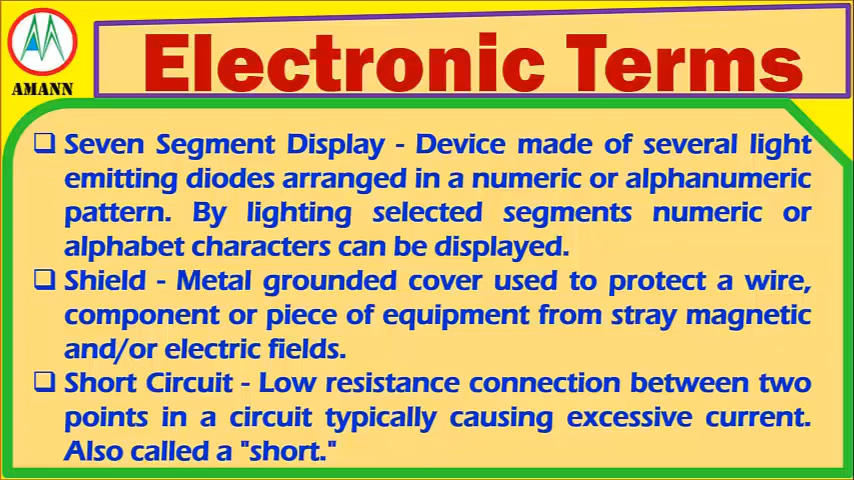 AMANN
Electronic Terms
❑ Seven Segment Display - Device made of several light
emitting diodes arranged in a numeric or alphanumeric
pattern. By lighting selected segments numeric or
alphabet characters can be displayed.
❑ Shield - Metal grounded cover used to protect a wire,
component or piece of equipment from stray magnetic
and/or electric fields.
❑ Short Circuit - Low resistance connection between two
points in a circuit typically causing excessive current.
Also called a "short."